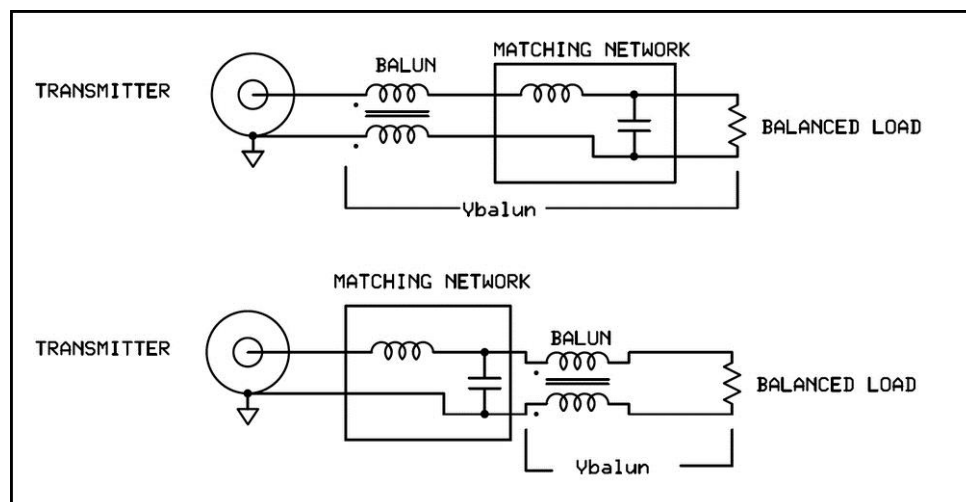 MATCHING NETWORK
BALUN
TRANSMITTER
BALANCED LOAD
Vbalun
MATCHING NETWORK
TRANSMITTER
BALUN
BALANCED LOAD
Vbalun